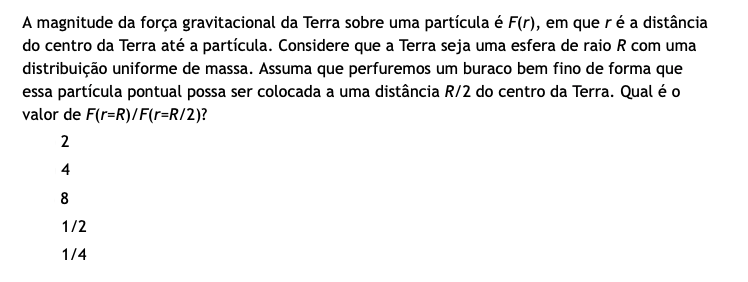 A magnitude da força gravitacional da Terra sobre uma partícula é F(r), em que r é a distância
do centro da Terra até a partícula. Considere que a Terra seja uma esfera de raio R com uma
distribuição uniforme de massa. Assuma que perfuremos um buraco bem fino de forma que
essa partícula pontual possa ser colocada a uma distância R/2 do centro da Terra. Qual é o
valor de F(r=R)/F(r=R/2)?
2
4
8
1/2
1/4